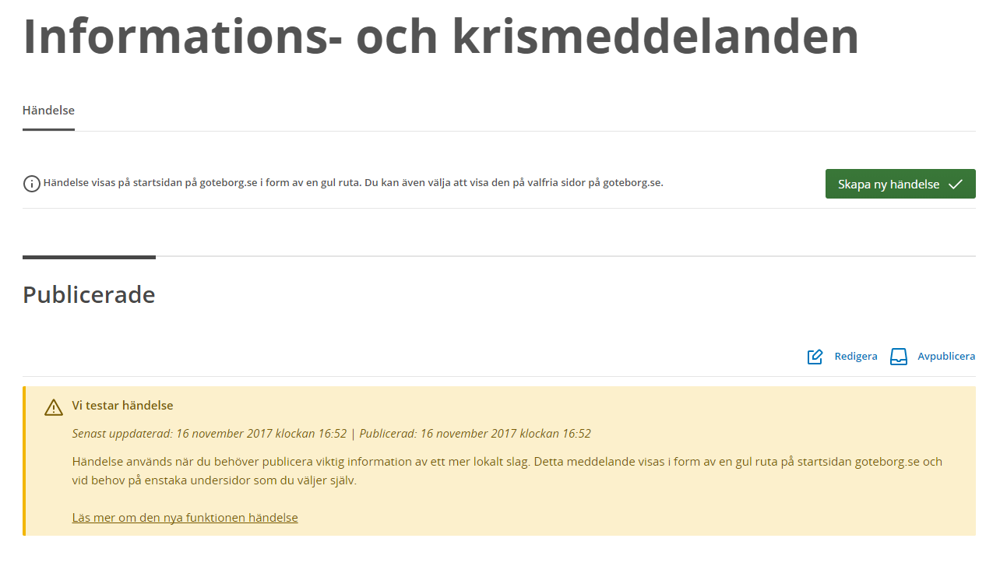 Informations- och krismeddelanden
Händelse
Händelse visas på startsidan på goteborg.se i form av en gul ruta. Du kan även välja att visa den på valfria sidor på goteborg.se.
Skapa ny händelse
Publicerade
Redigera
Avpublicera
Vi testar händelse
Senast uppdaterad: 16 november 2017 klockan 16:52 | Publicerad: 16 november 2017 klockan 16:52
Händelse används när du behöver publicera viktig information av ett mer lokalt slag. Detta meddelande visas i form av en gul ruta på startsidan goteborg.se och
vid behov på enstaka undersidor som du väljer själv.
Läs mer om den nya funktionen händelse